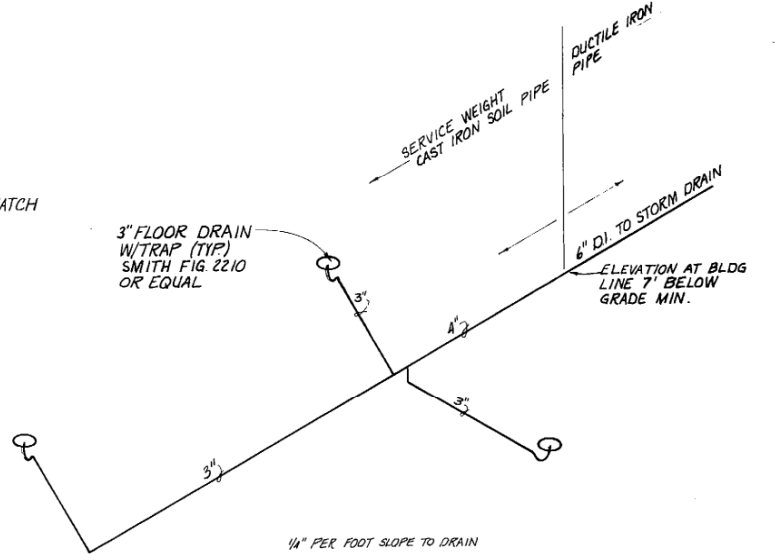 DUCTILE IRON
PIPE
SERVICE WEIGHT
CAST IRON SOIL PIPE
ATCH
3" FLOOR DRAIN
W/TRAP (TYP.)
SMITH FIG. 2210
OR EQUAL
6" D.I. TO STORM DRAIN
ELEVATION AT BLDG
LINE 7' BELOW
GRADE MIN.
3"
4"
3"
3"
1/4" PER FOOT SLOPE TO DRAIN